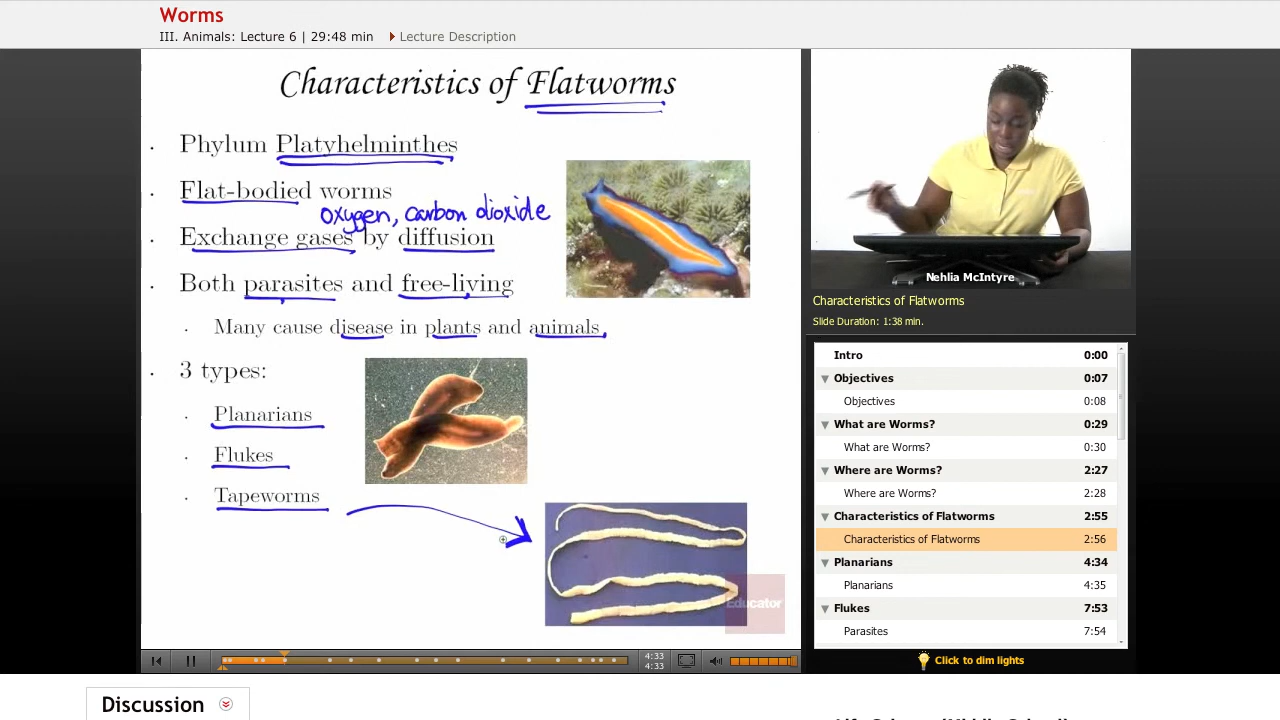 Worms
III. Animals: Lecture 6 | 29:48 min Lecture Description
Characteristics of Flatworms
Phylum Platyhelminthes
Flat-bodied worms
oxygen, carbon dioxide
Exchange gases by diffusion
Both parasites and free-living
Many cause disease in plants and animals
3 types:
Planarians
Flukes
Tapeworms
Educator
4:33
4:33
Nehlia McIntyre
Characteristics of Flatworms
Slide Duration: 1:38 min.
Intro 0:00
Objectives 0:07
Objectives 0:08
What are Worms? 0:29
What are Worms? 0:30
Where are Worms? 2:27
Where are Worms? 2:28
Characteristics of Flatworms 2:55
Characteristics of Flatworms 2:56
Planarians 4:34
Planarians 4:35
Flukes 7:53
Parasites 7:54
Click to dim lights
Discussion